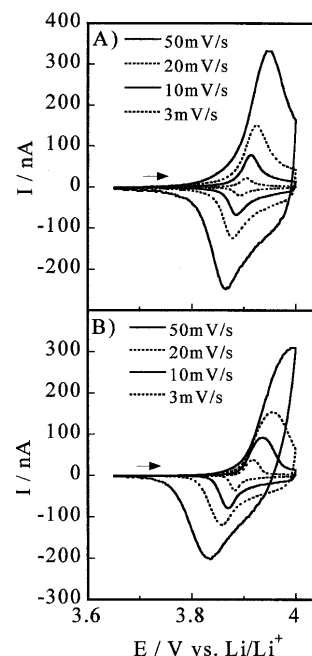 A)
50mV/s
20mV/s
10mV/s
3mV/s
400
300
200
100
0
-100
-200
I / nA
B)
50mV/s
20mV/s
10mV/s
3mV/s
300
200
100
0
-100
-200
-300
I / nA
3.6
3.8
4
E / V vs. Li/Li⁺